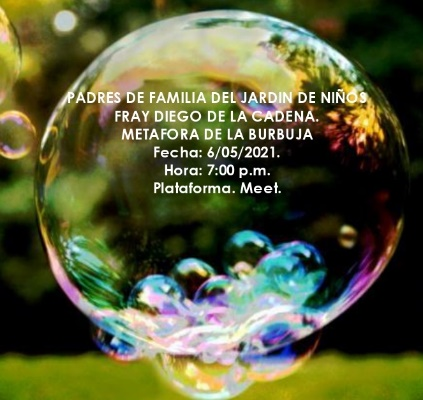 PADRES DE FAMILIA DEL JARDIN DE NIÑOS
FRAY DIEGO DE LA CADENA.
METAFORA DE LA BURBUJA
Fecha: 6/05/2021.
Hora: 7:00 p.m.
Plataforma. Meet.